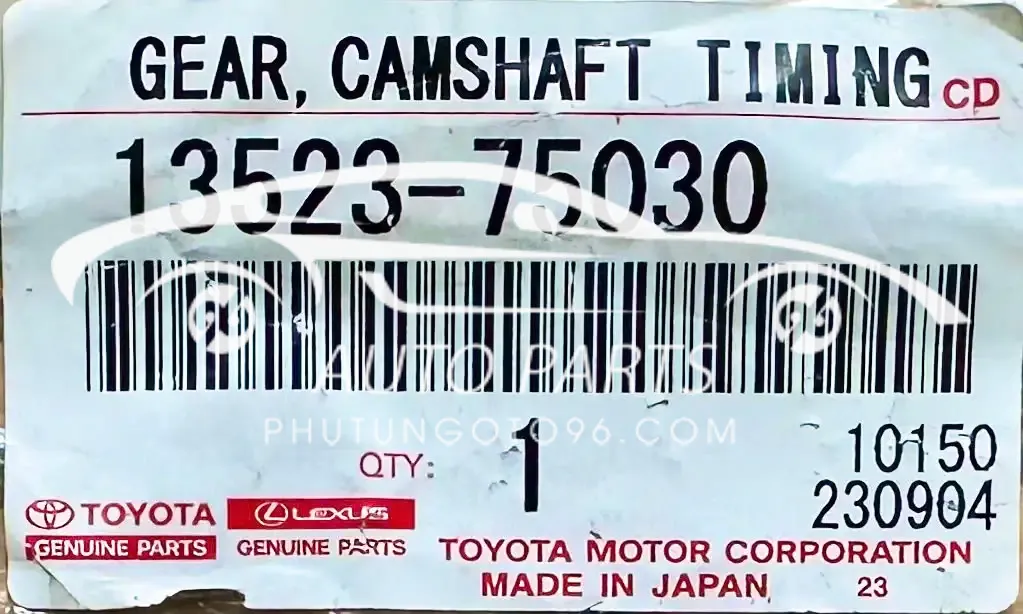 GEAR, CAMSHAFT TIMING CD
13523-75030
AUTO PARTS
PHUTUNGOTO96.COM
QTY: 1
10150
230904
TOYOTA
GENUINE PARTS
LEXUS
GENUINE PARTS
TOYOTA MOTOR CORPORATION
MADE IN JAPAN 23